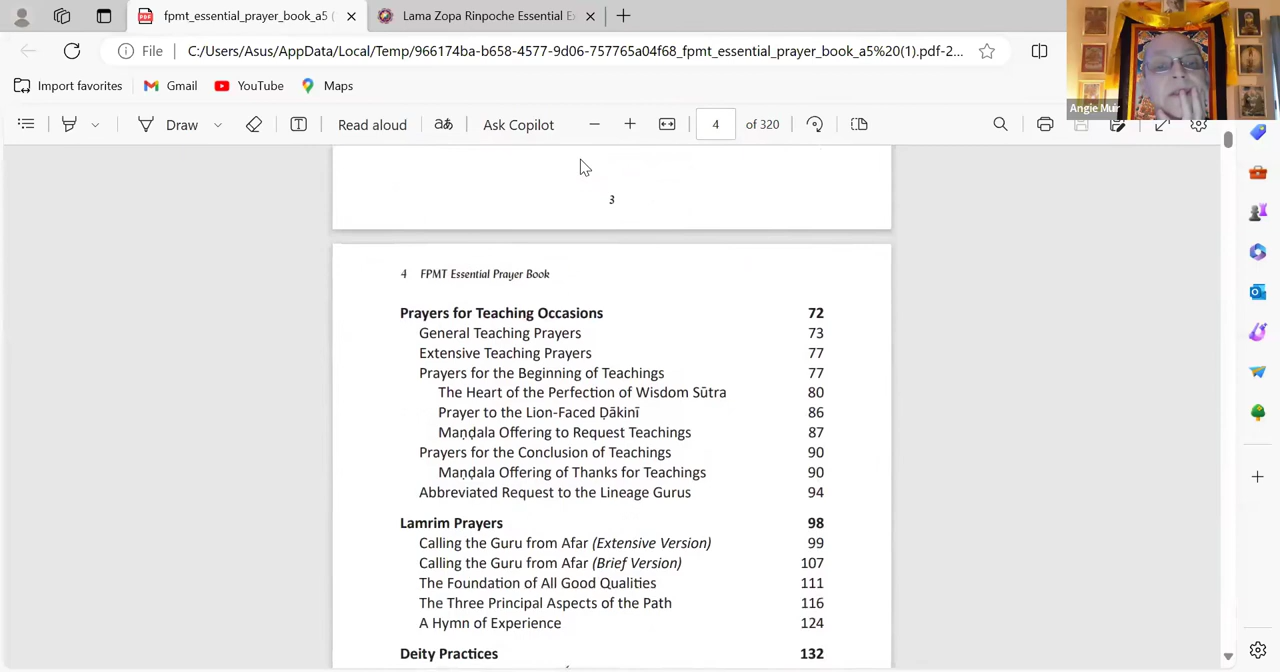 fpmt_essential_prayer_book_a5 (
Lama Zopa Rinpoche Essential E
File
C:/Users/Asus/AppData/Local/Temp/966174ba-b658-4577-9d06-757765a04f68_fpmt_essential_prayer_book_a5%20(1).pdf-2...
Import favorites
Gmail
YouTube
Maps
Angie Muir
Draw
Read aloud
aあ
Ask Copilot
4
of 320
3
4 FPMT Essential Prayer Book
Prayers for Teaching Occasions 72
General Teaching Prayers 73
Extensive Teaching Prayers 77
Prayers for the Beginning of Teachings 77
The Heart of the Perfection of Wisdom Sūtra 80
Prayer to the Lion-Faced Ḍākinī 86
Maṇḍala Offering to Request Teachings 87
Prayers for the Conclusion of Teachings 90
Maṇḍala Offering of Thanks for Teachings 90
Abbreviated Request to the Lineage Gurus 94
Lamrim Prayers 98
Calling the Guru from Afar (Extensive Version) 99
Calling the Guru from Afar (Brief Version) 107
The Foundation of All Good Qualities 111
The Three Principal Aspects of the Path 116
A Hymn of Experience 124
Deity Practices 132